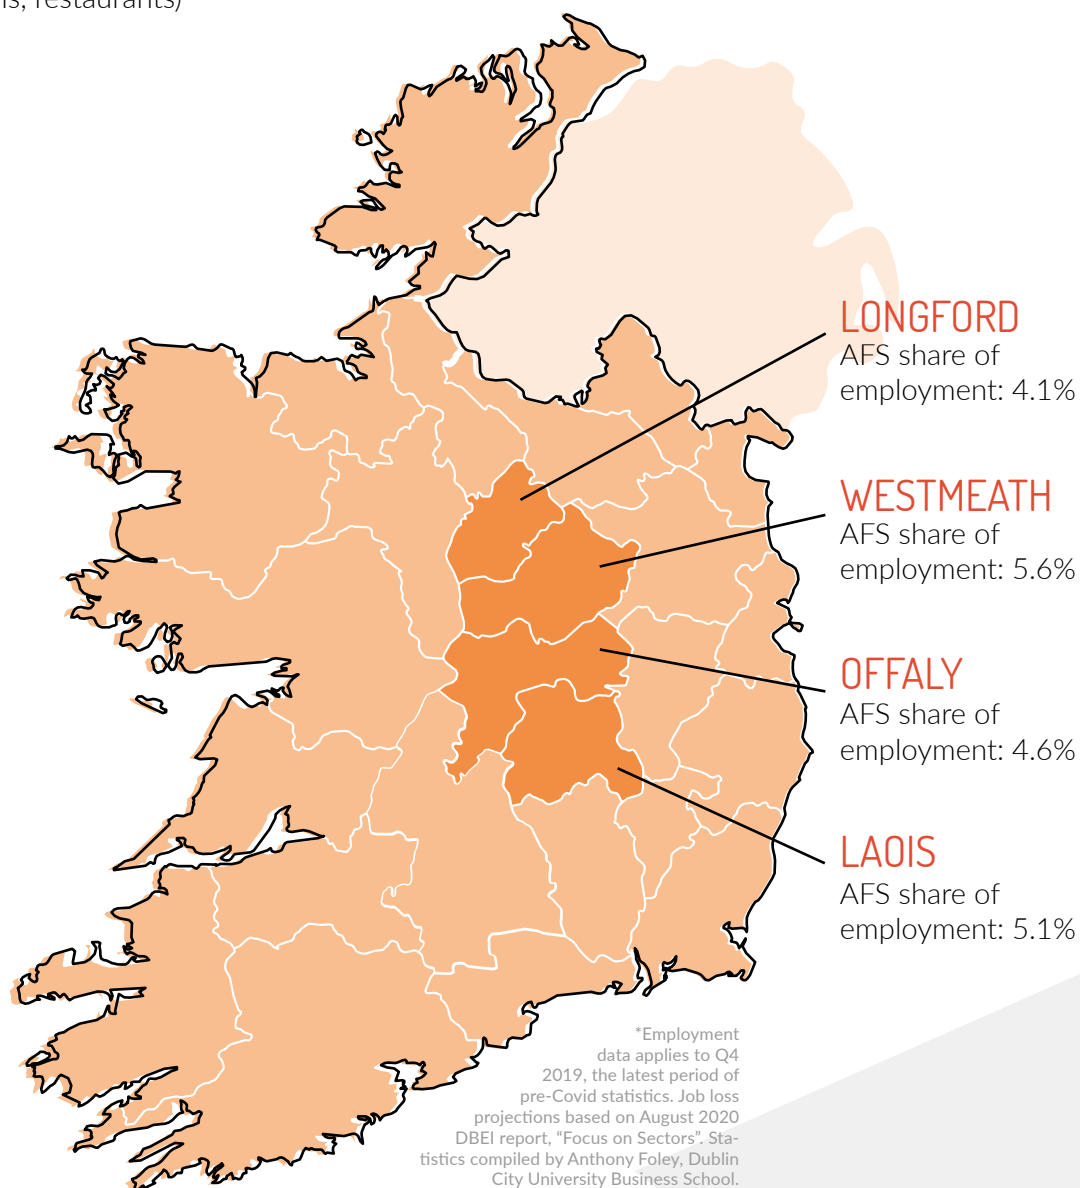 restaurants)
LONGFORD
AFS share of
employment: 4.1%
WESTMEATH
AFS share of
employment: 5.6%
OFFALY
AFS share of
employment: 4.6%
LAOIS
AFS share of
employment: 5.1%
*Employment
data applies to Q4
2019, the latest period of
pre-Covid statistics. Job loss
projections based on August 2020
DBEI report, “Focus on Sectors”. Sta-
tistics compiled by Anthony Foley, Dublin
City University Business School.